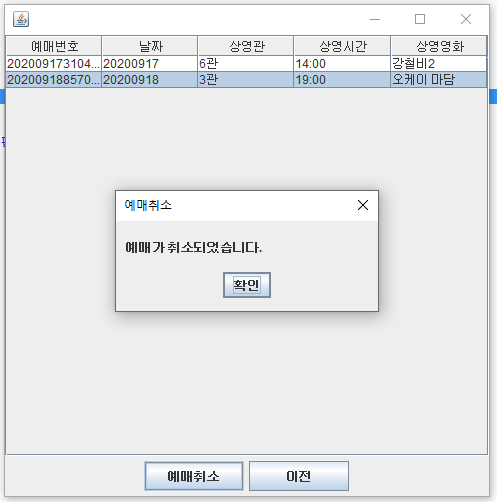 예매번호 날짜 상영관 상영시간 상영영화
202009173104... 20200917 6관 14:00 강철비2
202009188570... 20200918 3관 19:00 오케이 마담
예매취소
예매가 취소되었습니다.
확인
예매취소 이전